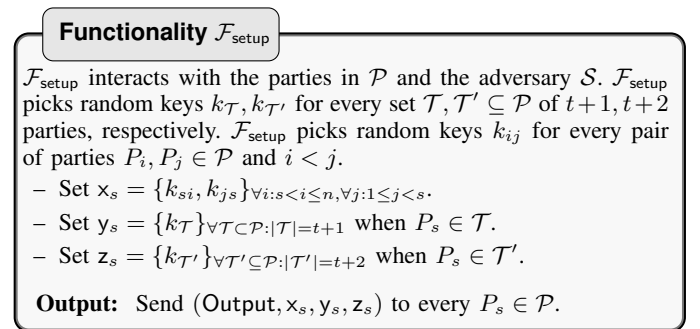 Functionality $\mathcal{F}_{\mathsf{setup}}$
$\mathcal{F}_{\mathsf{setup}}$ interacts with the parties in $\mathcal{P}$ and the adversary $\mathcal{S}$. $\mathcal{F}_{\mathsf{setup}}$
picks random keys $k_{\mathcal{T}}, k_{\mathcal{T}'}$ for every set $\mathcal{T}, \mathcal{T}' \subseteq \mathcal{P}$ of $t+1, t+2$
parties, respectively. $\mathcal{F}_{\mathsf{setup}}$ picks random keys $k_{ij}$ for every pair
of parties $P_i, P_j \in \mathcal{P}$ and $i < j$.
– Set $\mathsf{x}_s = \{k_{si}, k_{js}\}_{\forall i: s < i \leq n, \forall j: 1 \leq j < s}$.
– Set $\mathsf{y}_s = \{k_{\mathcal{T}}\}_{\forall \mathcal{T} \subset \mathcal{P}: |\mathcal{T}| = t+1}$ when $P_s \in \mathcal{T}$.
– Set $\mathsf{z}_s = \{k_{\mathcal{T}'}\}_{\forall \mathcal{T}' \subseteq \mathcal{P}: |\mathcal{T}'| = t+2}$ when $P_s \in \mathcal{T}'$.
Output: Send $(\mathsf{Output}, \mathsf{x}_s, \mathsf{y}_s, \mathsf{z}_s)$ to every $P_s \in \mathcal{P}$.